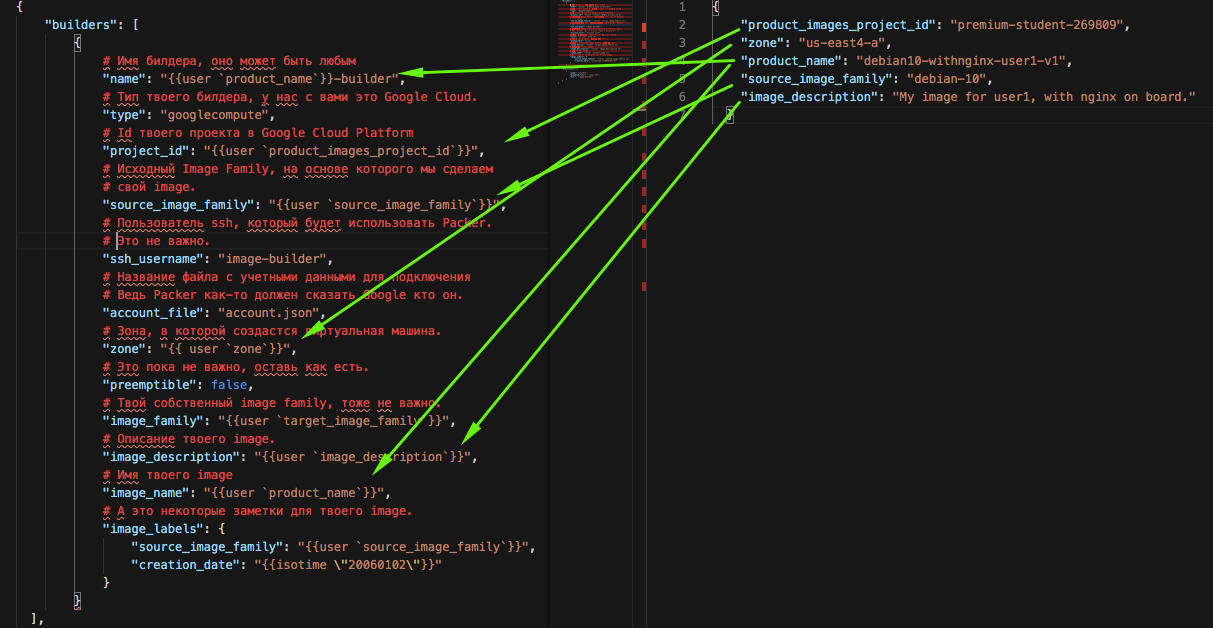 {
"builders": [
{
# Имя билдера, оно может быть любым
"name": "{{user `product_name`}}-builder",
# Тип твоего билдера, у нас с вами это Google Cloud.
"type": "googlecompute",
# Id твоего проекта в Google Cloud Platform
"project_id": "{{user `product_images_project_id`}}",
# Исходный Image Family, на основе которого мы сделаем
# свой image.
"source_image_family": "{{user `source_image_family`}}",
# Пользователь ssh, который будет использовать Packer.
# Это не важно.
"ssh_username": "image-builder",
# Название файла с учетными данными для подключения
# Ведь Packer как-то должен сказать Google кто он.
"account_file": "account.json",
# Зона, в которой создастся виртуальная машина.
"zone": "{{ user `zone`}}",
# Это пока не важно, оставь как есть.
"preemptible": false,
# Твой собственный image family, тоже не важно.
"image_family": "{{user `target_image_family`}}",
# Описание твоего image.
"image_description": "{{user `image_description`}}",
# Имя твоего image
"image_name": "{{user `product_name`}}",
# А это некоторые заметки для твоего image.
"image_labels": {
"source_image_family": "{{user `source_image_family`}}",
"creation_date": "{{isotime \"20060102\"}}"
}
}
],
1 {
2 "product_images_project_id": "premium-student-269809",
3 "zone": "us-east4-a",
"product_name": "debian10-withnginx-user1-v1",
5 "source_image_family": "debian-10",
6 "image_description": "My image for user1, with nginx on board."
7 }